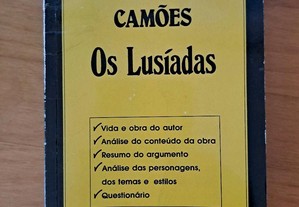 CAMÕES
Os Lusíadas
✓Vida e obra do autor
✓Análise do conteúdo da obra
✓Resumo do argumento
✓Análise das personagens,
dos temas e estilos
✓Questionário